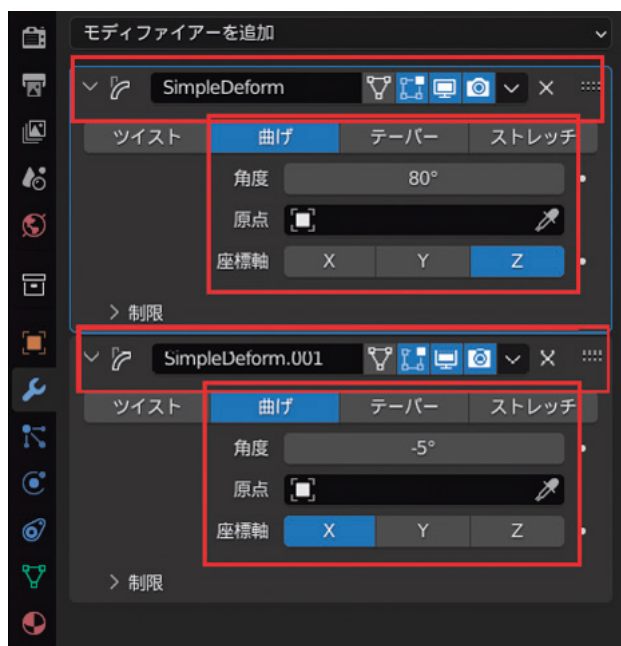 モディファイアーを追加
SimpleDeform
ツイスト 曲げ テーパー ストレッチ
角度 80°
原点
座標軸 X Y Z
制限
SimpleDeform.001
ツイスト 曲げ テーパー ストレッチ
角度 -5°
原点
座標軸 X Y Z
制限